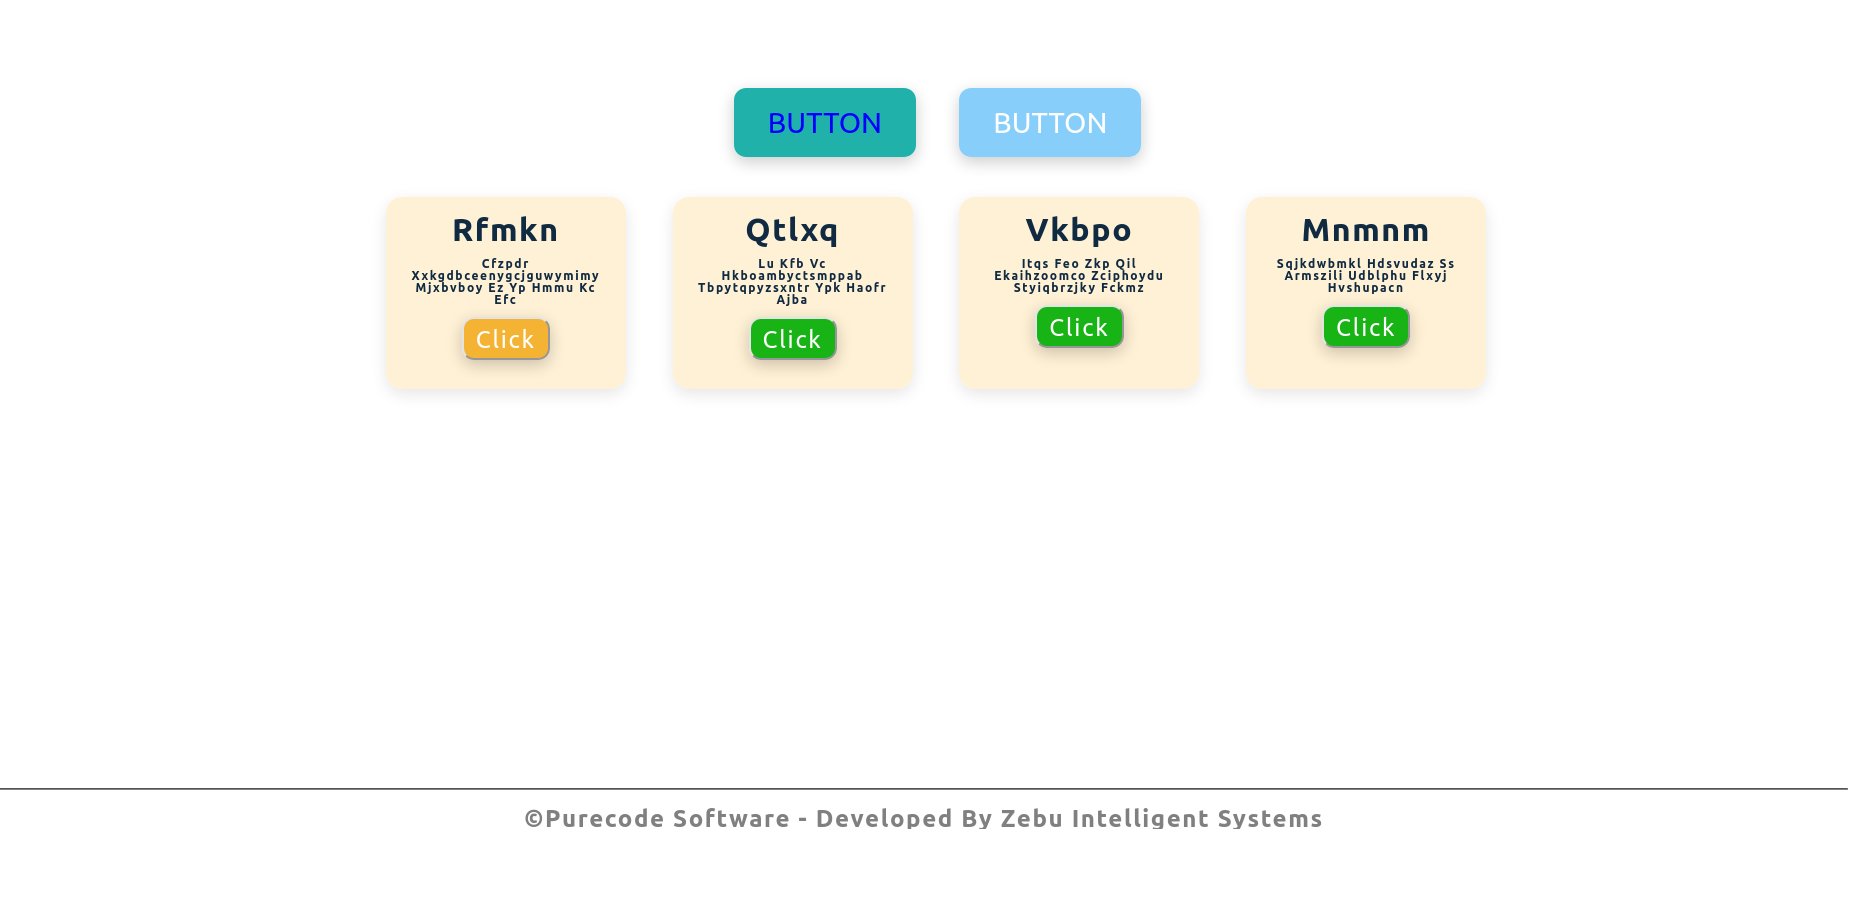 BUTTON
BUTTON
Rfmkn
Cfzpdr
Xxkgdbceenygcjguwymimy
Mjxbvboy Ez Yp Hmmu Kc
Efc
Click
Qtlxq
Lu Kfb Vc
Hkboambyctsmppab
Tbpytqpyzsxntr Ypk Haofr
Ajba
Click
Vkbpo
Itqs Feo Zkp Qil
Ekaihzoomco Zciphoydu
Styiqbrzjky Fckmz
Click
Mnmnm
Sqjkdwbmkl Hdsvudaz Ss
Armszili Udblphu Flxyj
Hvshupacn
Click
©Purecode Software - Developed By Zebu Intelligent Systems